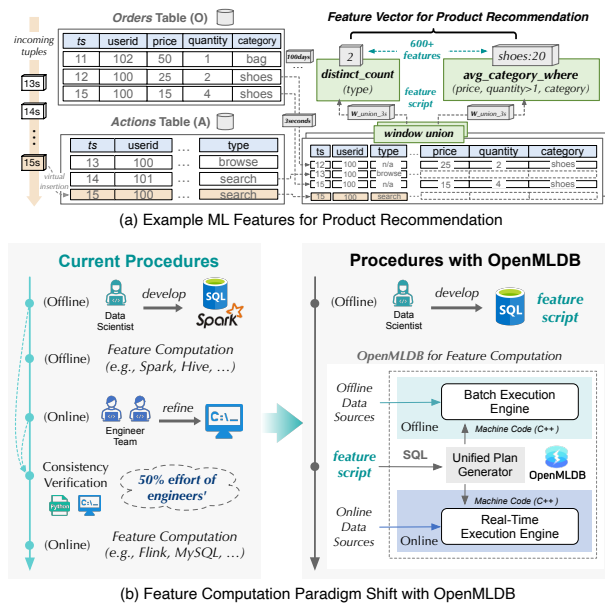 incoming
tuples
13s
14s
15s
virtual
insertion
Orders Table (O)
ts userid price quantity category
11 102 50 1 bag
12 100 25 2 shoes
15 100 15 4 shoes
Actions Table (A)
ts userid ... type
13 100 ... browse
14 101 ... search
15 100 ... search
100days
3seconds
Feature Vector for Product Recommendation
2
600+
features
shoes:20
distinct_count
(type)
feature
script
avg_category_where
(price, quantity>1, category)
W_union_3s
W_union_3s
window union
ts userid type ... price quantity category
12 100 n/a 25 2 shoes
13 100 browse
15 100 n/a 15 4 shoes
15 100 search
(a) Example ML Features for Product Recommendation
Current Procedures
(Offline)
Data
Scientist
develop
SQL
Spark
(Offline)
Feature Computation
(e.g., Spark, Hive, ...)
(Online)
Engineer
Team
refine
C:\_
Consistency
Verification
Python
C:\_
50% effort of
engineers'
(Online)
Feature Computation
(e.g., Flink, MySQL, ...)
Procedures with OpenMLDB
(Offline)
Data
Scientist
develop
SQL
feature
script
OpenMLDB for Feature Computation
Offline
Data
Sources
Batch Execution
Engine
Offline
Machine Code (C++)
feature
script
SQL
Unified Plan
Generator
OpenMLDB
Machine Code (C++)
Online
Data
Sources
Real-Time
Execution Engine
Online
(b) Feature Computation Paradigm Shift with OpenMLDB